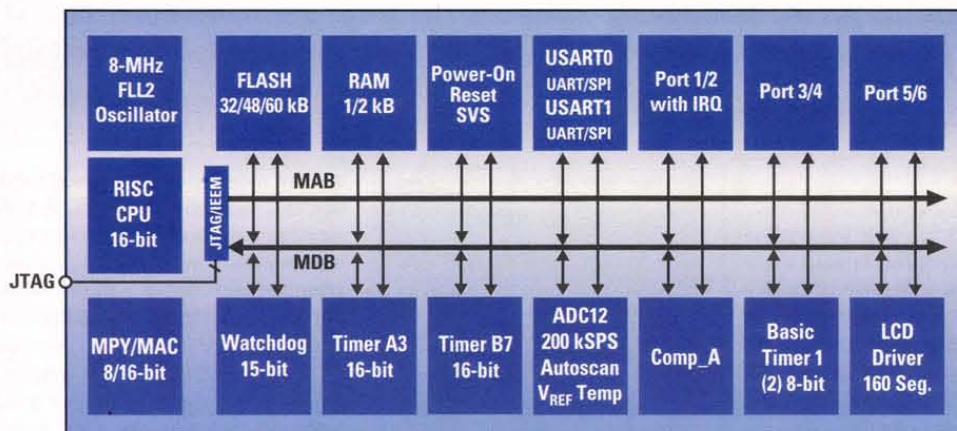 8-MHz
FLL2
Oscillator
FLASH
32/48/60 kB
RAM
1/2 kB
Power-On
Reset
SVS
USART0
UART/SPI
USART1
UART/SPI
Port 1/2
with IRQ
Port 3/4
Port 5/6
RISC
CPU
16-bit
JTAG/IEEM
MAB
MDB
JTAG
MPY/MAC
8/16-bit
Watchdog
15-bit
Timer A3
16-bit
Timer B7
16-bit
ADC12
200 kSPS
Autoscan
VREF Temp
Comp_A
Basic
Timer 1
(2) 8-bit
LCD
Driver
160 Seg.